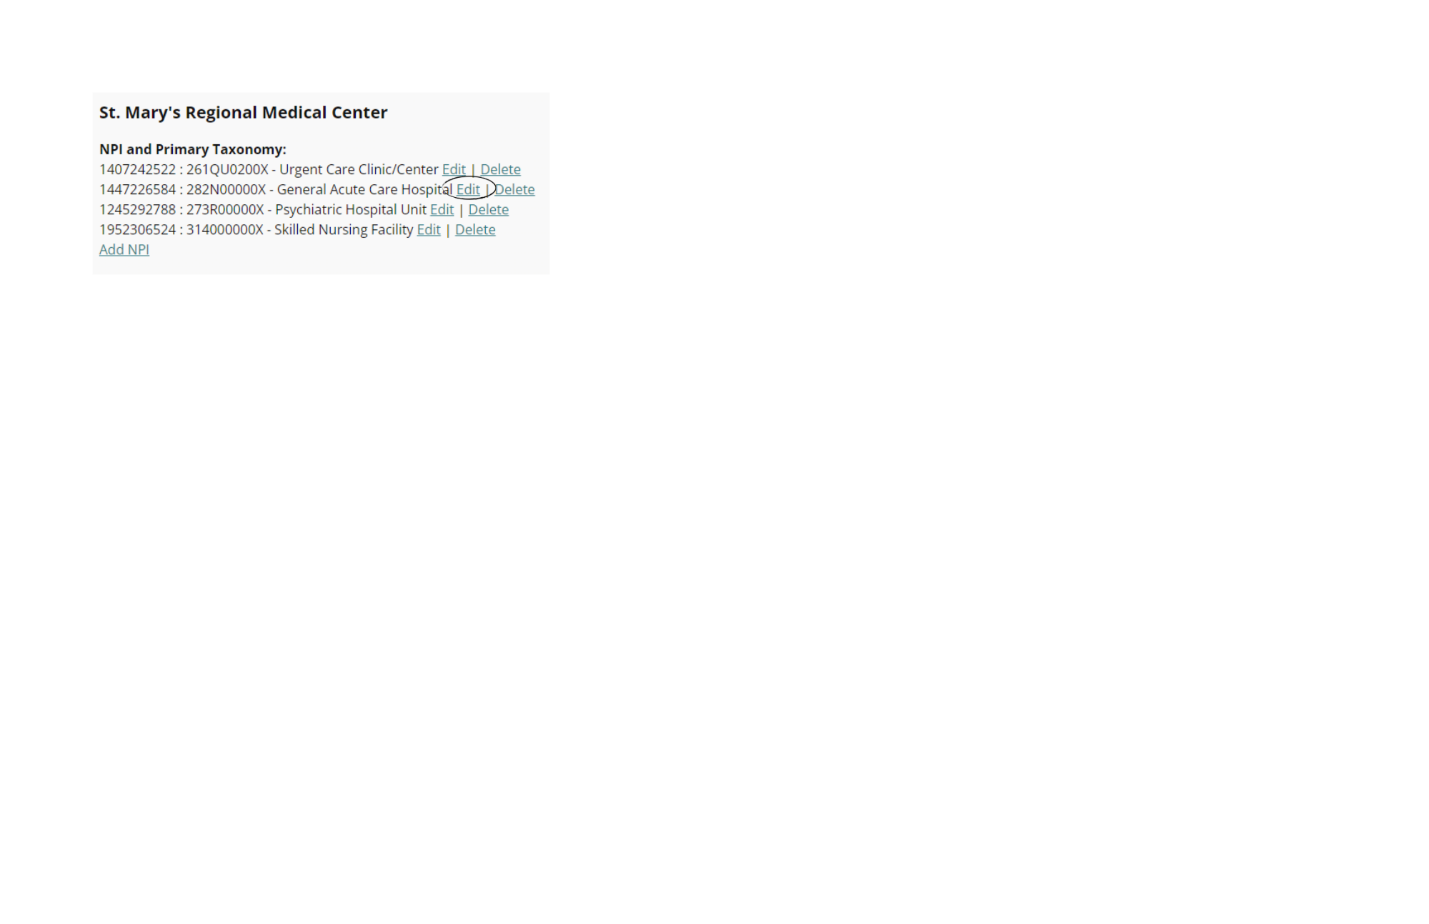 St. Mary's Regional Medical Center
NPI and Primary Taxonomy:
1407242522 : 261QU0200X - Urgent Care Clinic/Center Edit | Delete
1447226584 : 282N00000X - General Acute Care Hospital Edit | Delete
1245292788 : 273R00000X - Psychiatric Hospital Unit Edit | Delete
1952306524 : 314000000X - Skilled Nursing Facility Edit | Delete
Add NPI